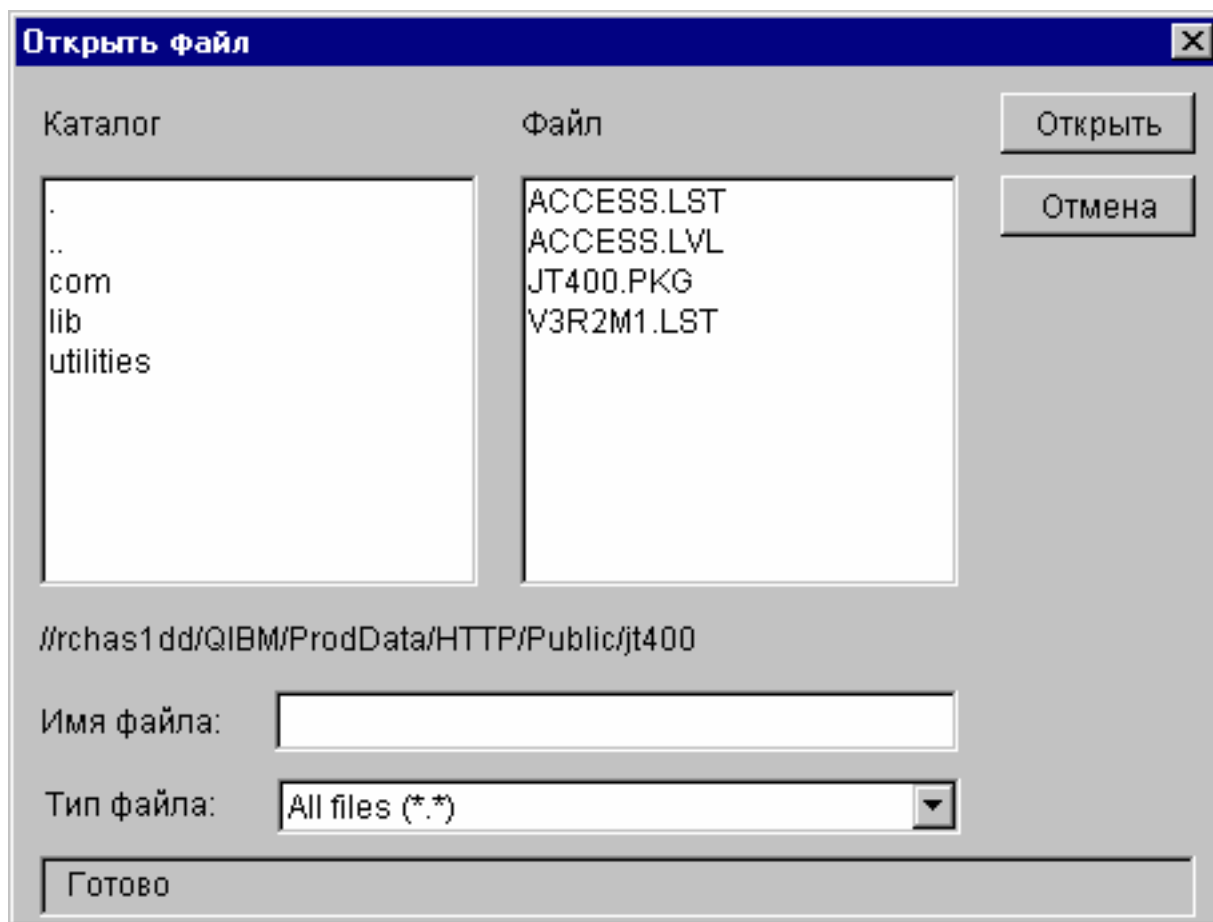 Открыть файл
Каталог
Файл
Открыть
Отмена
.
..
com
lib
utilities
ACCESS.LST
ACCESS.LVL
JT400.PKG
V3R2M1.LST
//rchas1dd/QIBM/ProdData/HTTP/Public/jt400
Имя файла:
Тип файла:
All files (*.*)
Готово